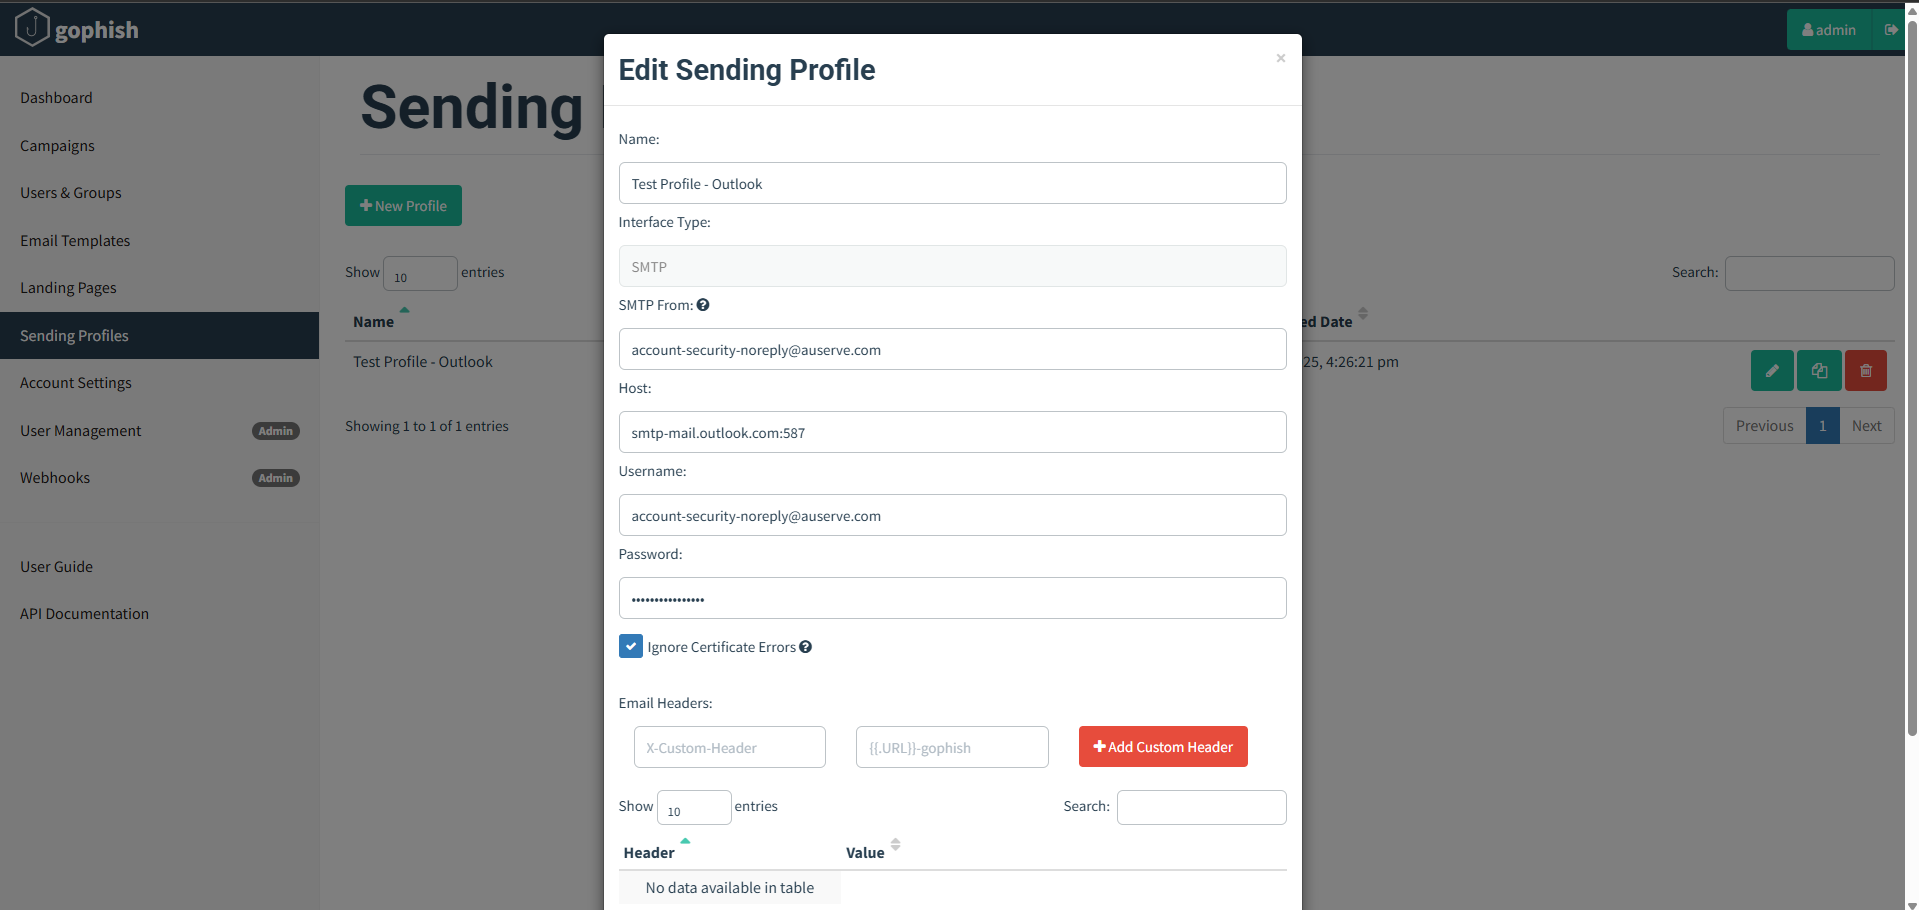 gophish
admin
Dashboard
Campaigns
Users & Groups
Email Templates
Landing Pages
Sending Profiles
Account Settings
User Management Admin
Webhooks Admin
User Guide
API Documentation
Sending
New Profile
Show 10 entries
Search:
Name
ed Date
Test Profile - Outlook
25, 4:26:21 pm
Showing 1 to 1 of 1 entries
Previous 1 Next
Edit Sending Profile
×
Name:
Test Profile - Outlook
Interface Type:
SMTP
SMTP From:
account-security-noreply@auserve.com
Host:
smtp-mail.outlook.com:587
Username:
account-security-noreply@auserve.com
Password:
••••••••••••••••
Ignore Certificate Errors
Email Headers:
X-Custom-Header {{.URL}}-gophish Add Custom Header
Show 10 entries Search:
Header Value
No data available in table